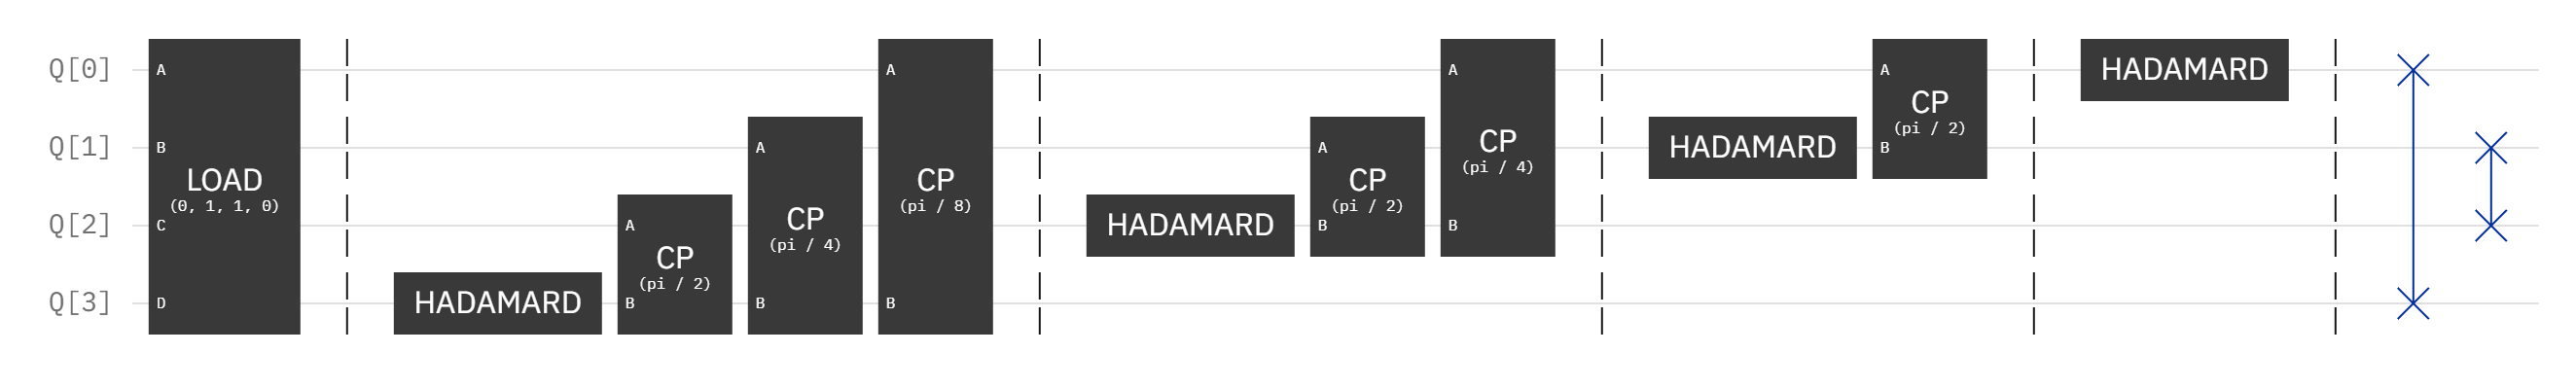 Q[0] A A A A HADAMARD
CP
(pi / 2)
Q[1] B A A HADAMARD B
LOAD
(0, 1, 1, 0)
CP
(pi / 8)
CP
(pi / 4)
CP
(pi / 2)
Q[2] C A HADAMARD B B
CP
(pi / 4)
CP
(pi / 2)
Q[3] D HADAMARD B B B